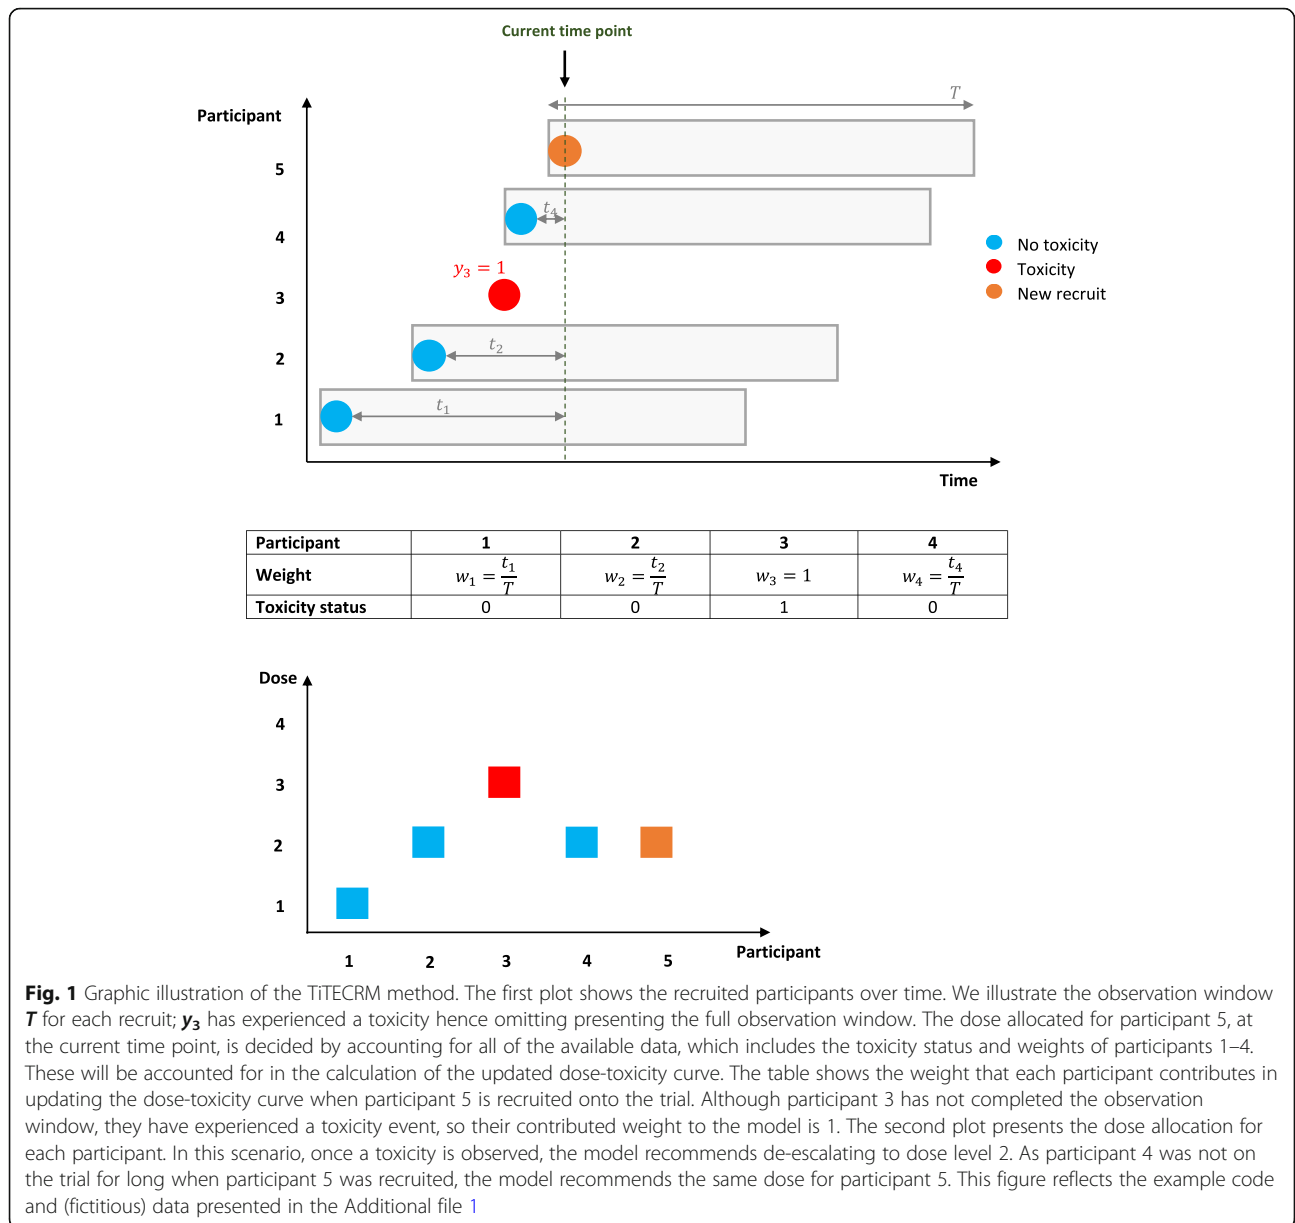 Current time point
Participant
T
5
t4
4
y3 = 1
3
t2
2
t1
1
Time
No toxicity
Toxicity
New recruit
Participant 1 2 3 4
Weight w1 = t1/T w2 = t2/T w3 = 1 w4 = t4/T
Toxicity status 0 0 1 0
Dose
4
3
2
1
1 2 3 4 5
Participant
Fig. 1 Graphic illustration of the TiTECRM method. The first plot shows the recruited participants over time. We illustrate the observation window
T for each recruit; y3 has experienced a toxicity hence omitting presenting the full observation window. The dose allocated for participant 5, at
the current time point, is decided by accounting for all of the available data, which includes the toxicity status and weights of participants 1–4.
These will be accounted for in the calculation of the updated dose-toxicity curve. The table shows the weight that each participant contributes in
updating the dose-toxicity curve when participant 5 is recruited onto the trial. Although participant 3 has not completed the observation
window, they have experienced a toxicity event, so their contributed weight to the model is 1. The second plot presents the dose allocation for
each participant. In this scenario, once a toxicity is observed, the model recommends de-escalating to dose level 2. As participant 4 was not on
the trial for long when participant 5 was recruited, the model recommends the same dose for participant 5. This figure reflects the example code
and (fictitious) data presented in the Additional file 1